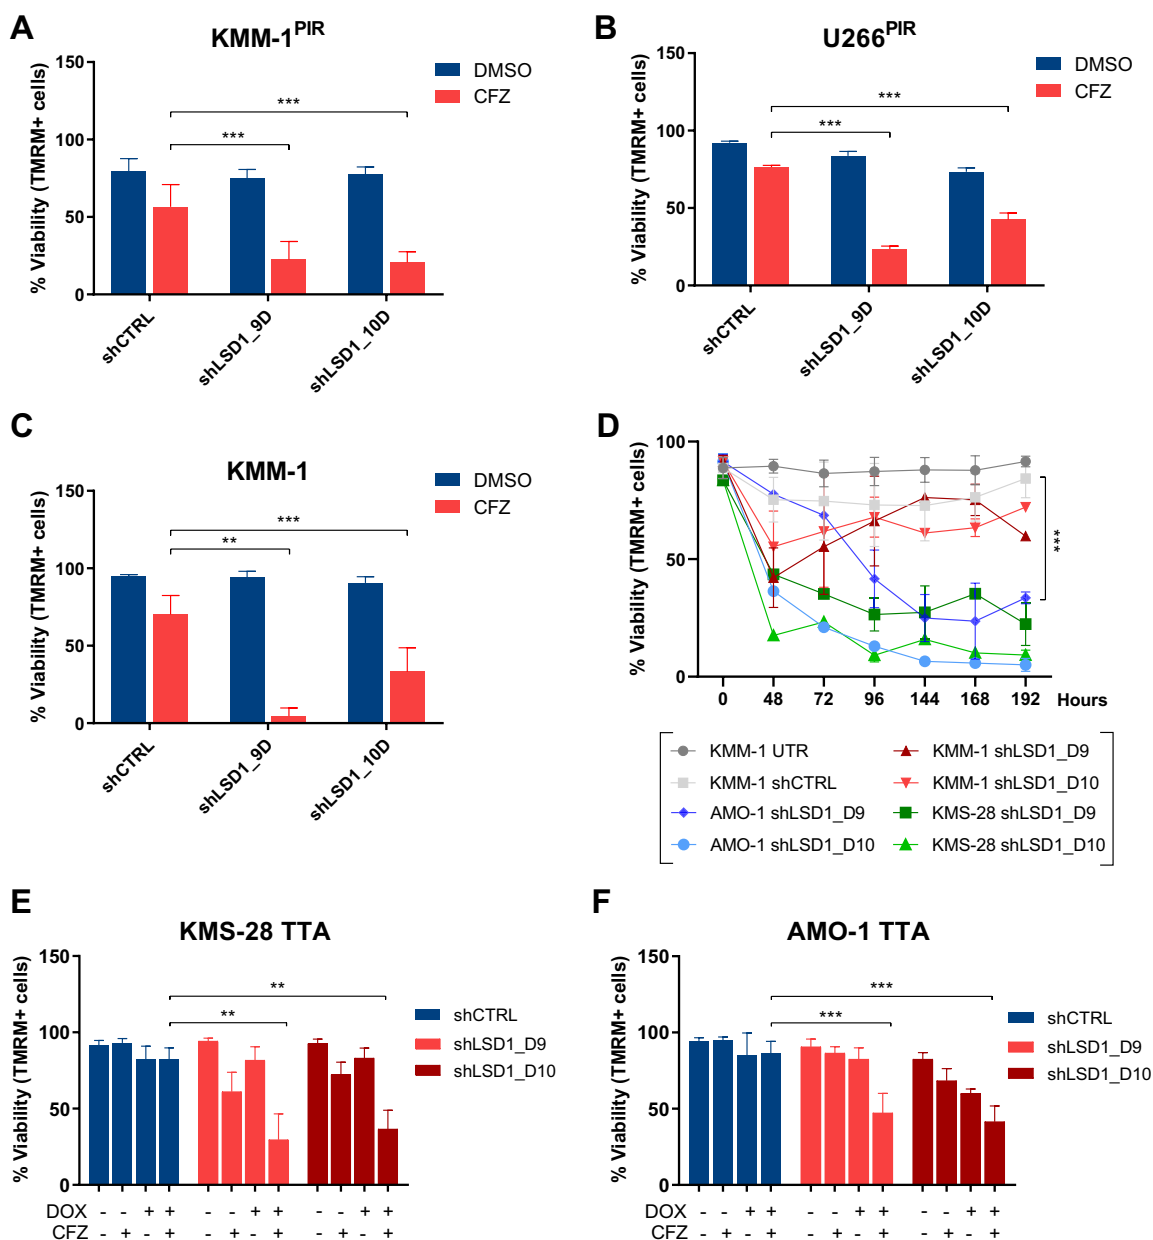 A
KMM-1PIR
% Viability (TMRM+ cells)
150
100
50
0
***
***
DMSO
CFZ
shCTRL
shLSD1_9D
shLSD1_10D
B
U266PIR
% Viability (TMRM+ cells)
150
100
50
0
***
***
DMSO
CFZ
shCTRL
shLSD1_9D
shLSD1_10D
C
KMM-1
% Viability (TMRM+ cells)
150
100
50
0
***
**
DMSO
CFZ
shCTRL
shLSD1_9D
shLSD1_10D
D
% Viability (TMRM+ cells)
100
50
0
***
0 48 72 96 144 168 192 Hours
KMM-1 UTR
KMM-1 shCTRL
AMO-1 shLSD1_D9
AMO-1 shLSD1_D10
KMM-1 shLSD1_D9
KMM-1 shLSD1_D10
KMS-28 shLSD1_D9
KMS-28 shLSD1_D10
E
KMS-28 TTA
% Viability (TMRM+ cells)
150
100
50
0
**
**
shCTRL
shLSD1_D9
shLSD1_D10
DOX - - + + - - + + - - + +
CFZ - + - + - + - + - + - +
F
AMO-1 TTA
% Viability (TMRM+ cells)
150
100
50
0
***
***
shCTRL
shLSD1_D9
shLSD1_D10
DOX - - + + - - + + - - + +
CFZ - + - + - + - + - + - +